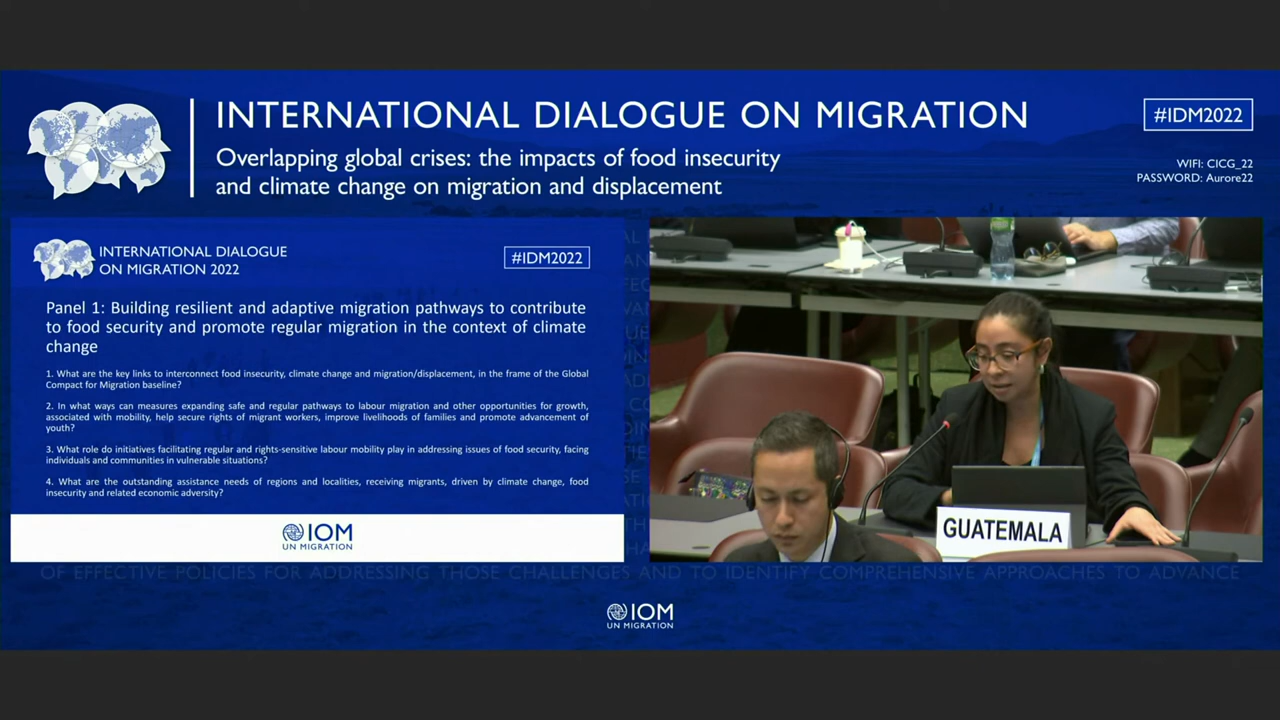 INTERNATIONAL DIALOGUE ON MIGRATION
Overlapping global crises: the impacts of food insecurity
and climate change on migration and displacement
#IDM2022
WIFI: CICG_22
PASSWORD: Aurore22
INTERNATIONAL DIALOGUE
ON MIGRATION 2022
#IDM2022
Panel 1: Building resilient and adaptive migration pathways to contribute
to food security and promote regular migration in the context of climate
change
1. What are the key links to interconnect food insecurity, climate change and migration/displacement, in the frame of the Global
Compact for Migration baseline?
2. In what ways can measures expanding safe and regular pathways to labour migration and other opportunities for growth,
associated with mobility, help secure rights of migrant workers, improve livelihoods of families and promote advancement of
youth?
3. What role do initiatives facilitating regular and rights-sensitive labour mobility play in addressing issues of food security, facing
individuals and communities in vulnerable situations?
4. What are the outstanding assistance needs of regions and localities, receiving migrants, driven by climate change, food
insecurity and related economic adversity?
IOM
UN MIGRATION
GUATEMALA
OF EFFECTIVE POLICIES FOR ADDRESSING THOSE CHALLENGES AND TO IDENTIFY COMPREHENSIVE APPROACHES TO ADVANCE
IOM
UN MIGRATION